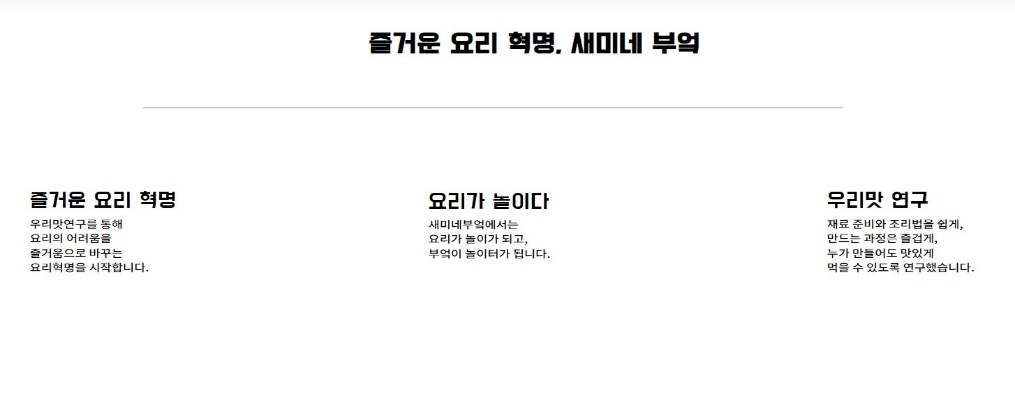 즐거운 요리 혁명, 새미네 부엌
즐거운 요리 혁명
우리맛연구를 통해
요리의 어려움을
즐거움으로 바꾸는
요리혁명을 시작합니다.
요리가 놀이다
새미네부엌에서는
요리가 놀이가 되고,
부엌이 놀이터가 됩니다.
우리맛 연구
재료 준비와 조리법을 쉽게,
만드는 과정은 즐겁게,
누가 만들어도 맛있게
먹을 수 있도록 연구했습니다.